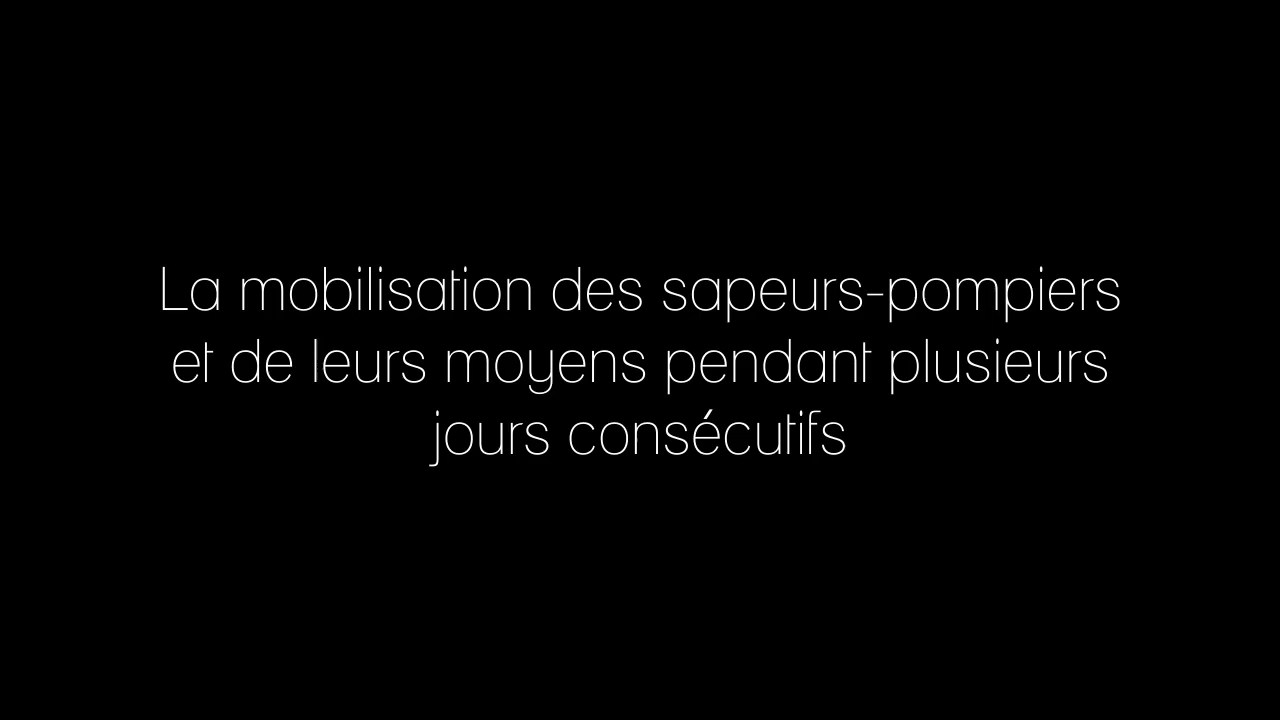 La mobilisation des sapeurs-pompiers
et de leurs moyens pendant plusieurs
jours consécutifs